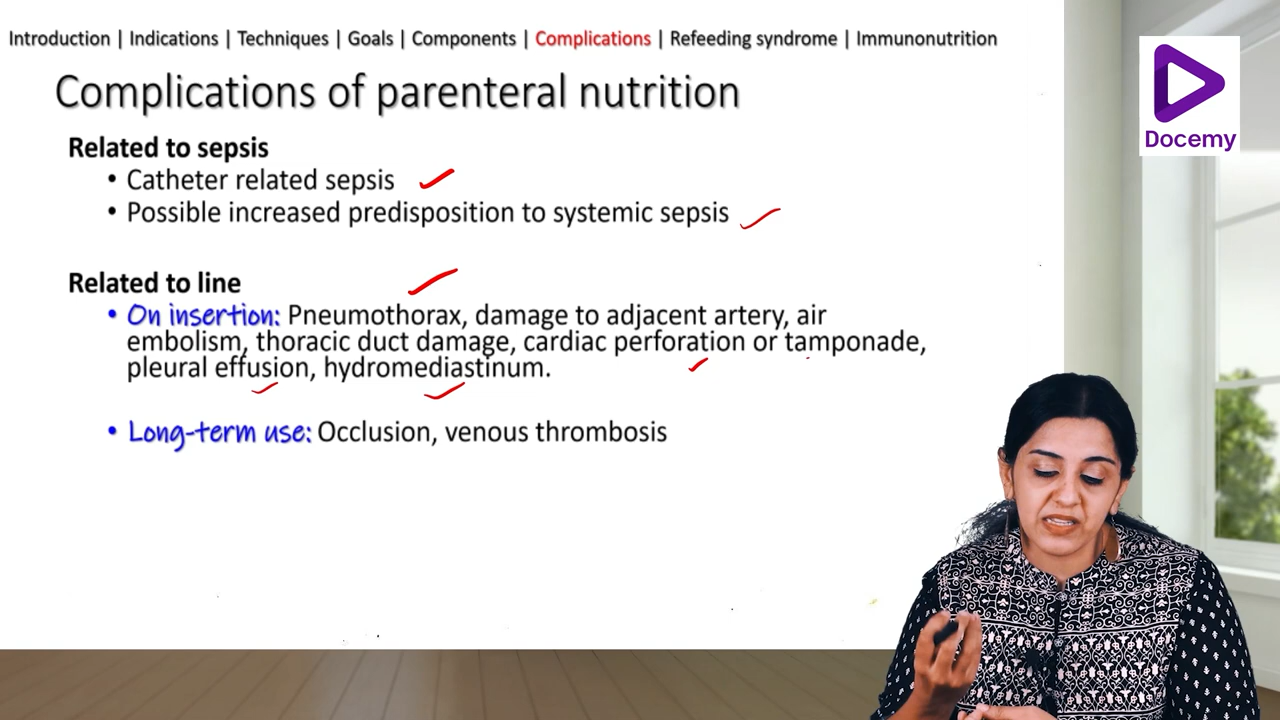 Introduction | Indications | Techniques | Goals | Components | Complications | Refeeding syndrome | Immunonutrition
Complications of parenteral nutrition
Docemy
Related to sepsis
• Catheter related sepsis
• Possible increased predisposition to systemic sepsis
Related to line
• On insertion: Pneumothorax, damage to adjacent artery, air
embolism, thoracic duct damage, cardiac perforation or tamponade,
pleural effusion, hydromediastinum.
• Long-term use: Occlusion, venous thrombosis